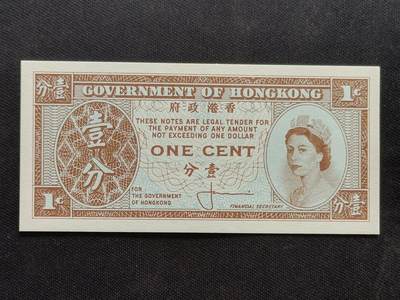 分壹 GOVERNMENT OF HONGKONG 1c
府政港香
THESE NOTES ARE LEGAL TENDER FOR
THE PAYMENT OF ANY AMOUNT
NOT EXCEEDING ONE DOLLAR
壹分
ONE CENT
分壹
FOR
THE GOVERNMENT
OF HONGKONG
FINANCIAL SECRETARY
1c 分壹